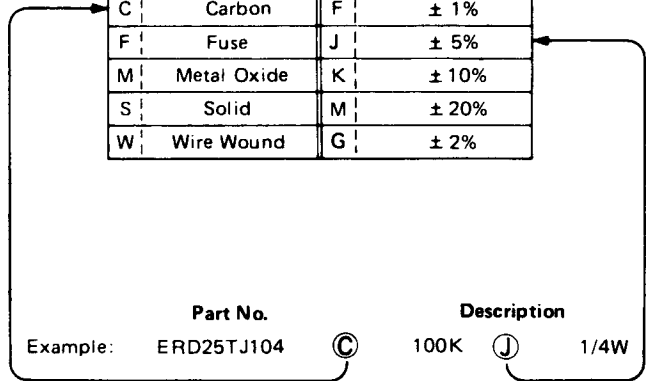 C Carbon F ± 1%
F Fuse J ± 5%
M Metal Oxide K ± 10%
S Solid M ± 20%
W Wire Wound G ± 2%
Part No. Description
Example: ERD25TJ104 C 100K J 1/4W